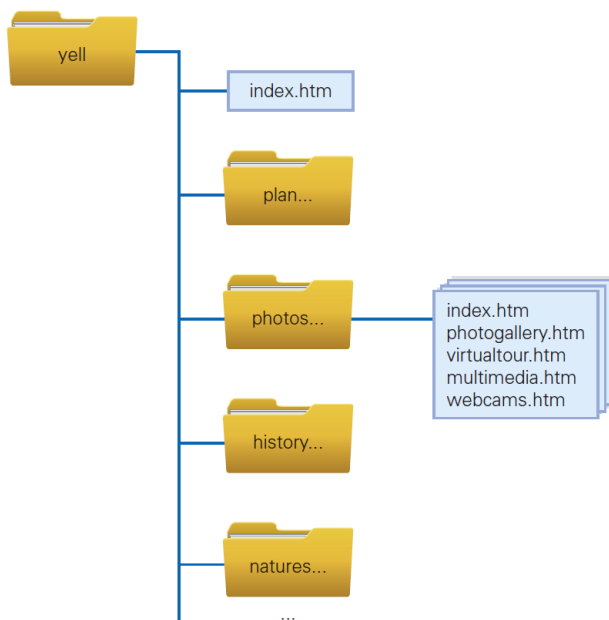 yell
index.htm
plan...
photos...
index.htm
photogallery.htm
virtualtour.htm
multimedia.htm
webcams.htm
history...
natures...
...